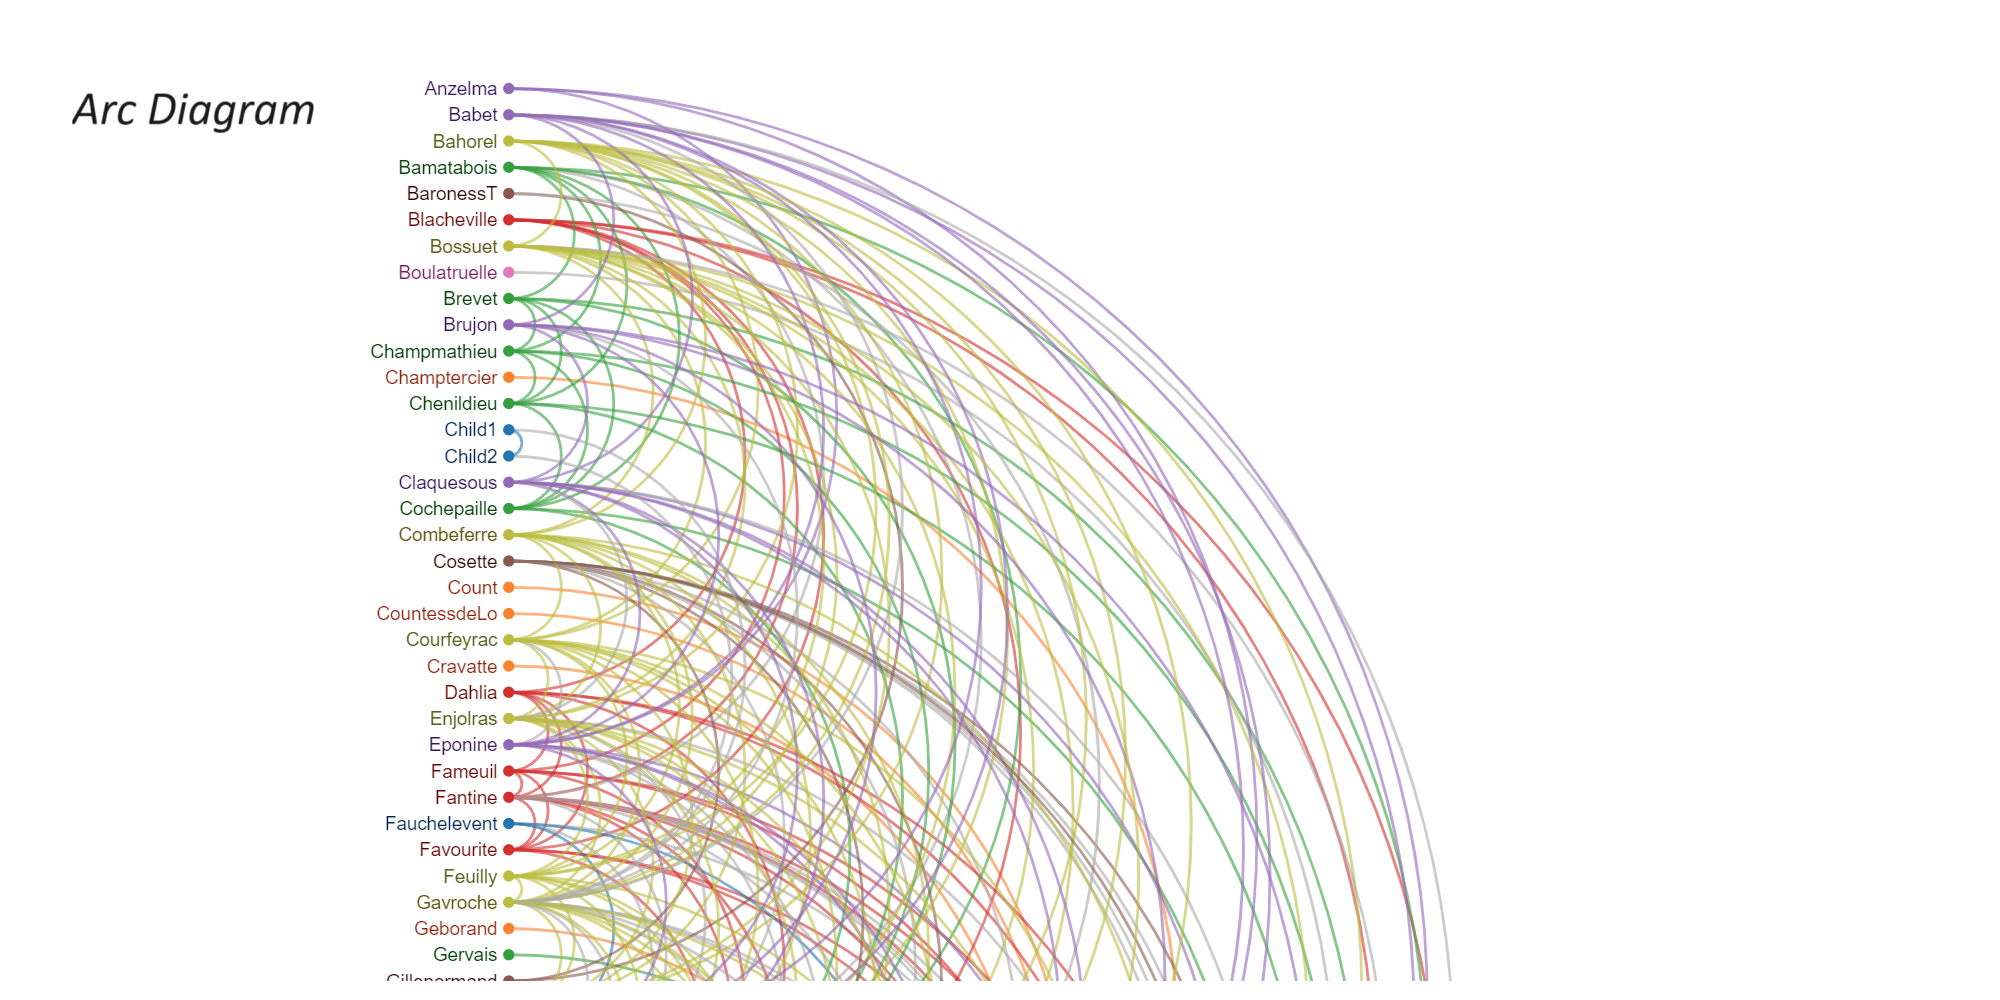 Arc Diagram
Anzelma
Babet
Bahorel
Bamatabois
BaronessT
Blacheville
Bossuet
Boulatruelle
Brevet
Brujon
Champmathieu
Champtercier
Chenildieu
Child1
Child2
Claquesous
Cochepaille
Combeferre
Cosette
Count
CountessdeLo
Courfeyrac
Cravatte
Dahlia
Enjolras
Eponine
Fameuil
Fantine
Fauchelevent
Favourite
Feuilly
Gavroche
Geborand
Gervais
Gillenormand